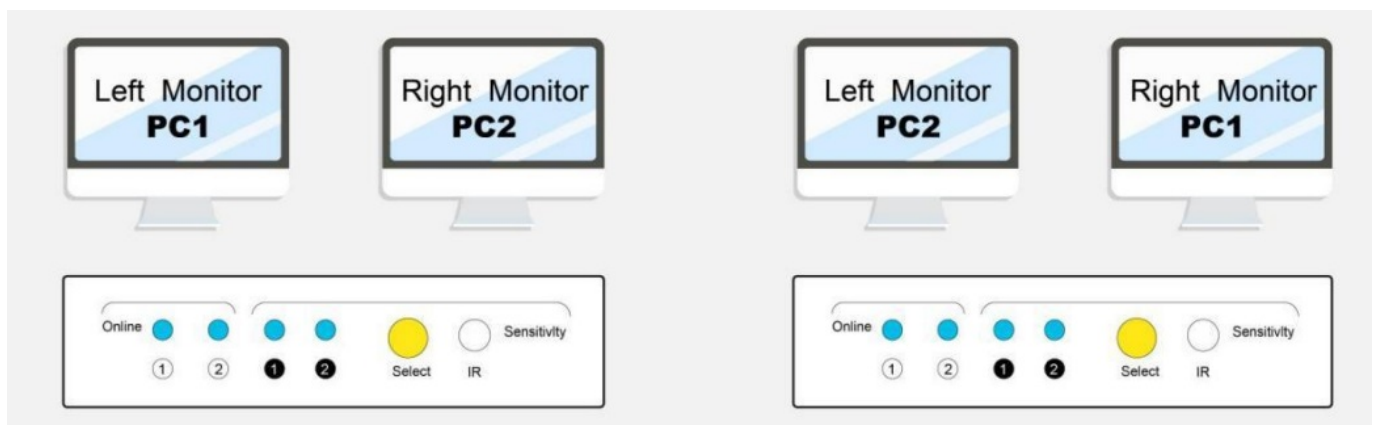 Left Monitor
PC1
Right Monitor
PC2
Left Monitor
PC2
Right Monitor
PC1
Online
Sensitivity
1 2 1 2 Select IR
Online
Sensitivity
1 2 1 2 Select IR